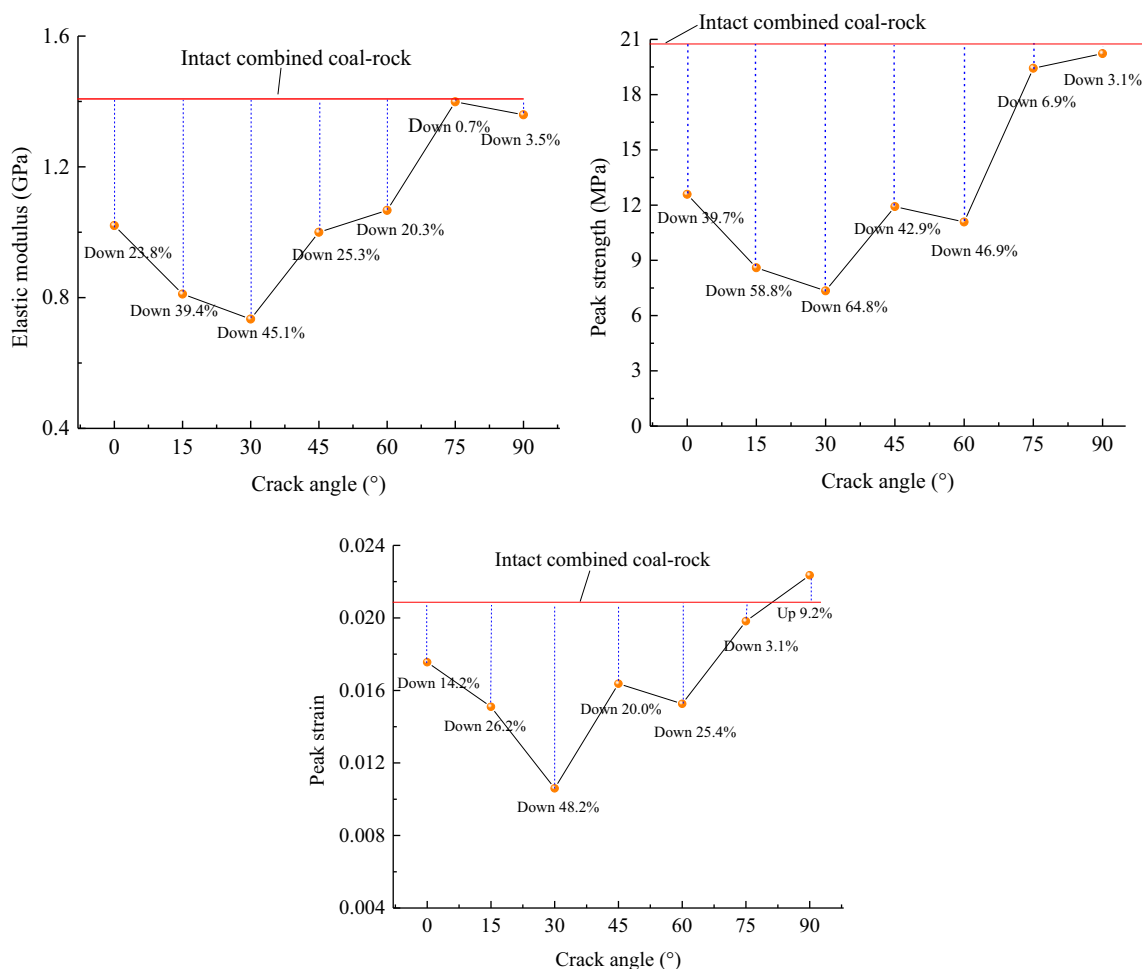 Intact combined coal-rock
1.6
1.2
0.8
0.4
Elastic modulus (GPa)
Down 23.8%
Down 39.4%
Down 45.1%
Down 25.3%
Down 20.3%
Down 0.7%
Down 3.5%
0 15 30 45 60 75 90
Crack angle (°)
Intact combined coal-rock
21
18
15
12
9
6
3
0
Peak strength (MPa)
Down 39.7%
Down 58.8%
Down 64.8%
Down 42.9%
Down 46.9%
Down 6.9%
Down 3.1%
0 15 30 45 60 75 90
Crack angle (°)
Intact combined coal-rock
0.024
0.020
0.016
0.012
0.008
0.004
Peak strain
Down 14.2%
Down 26.2%
Down 48.2%
Down 20.0%
Down 25.4%
Down 3.1%
Up 9.2%
0 15 30 45 60 75 90
Crack angle (°)